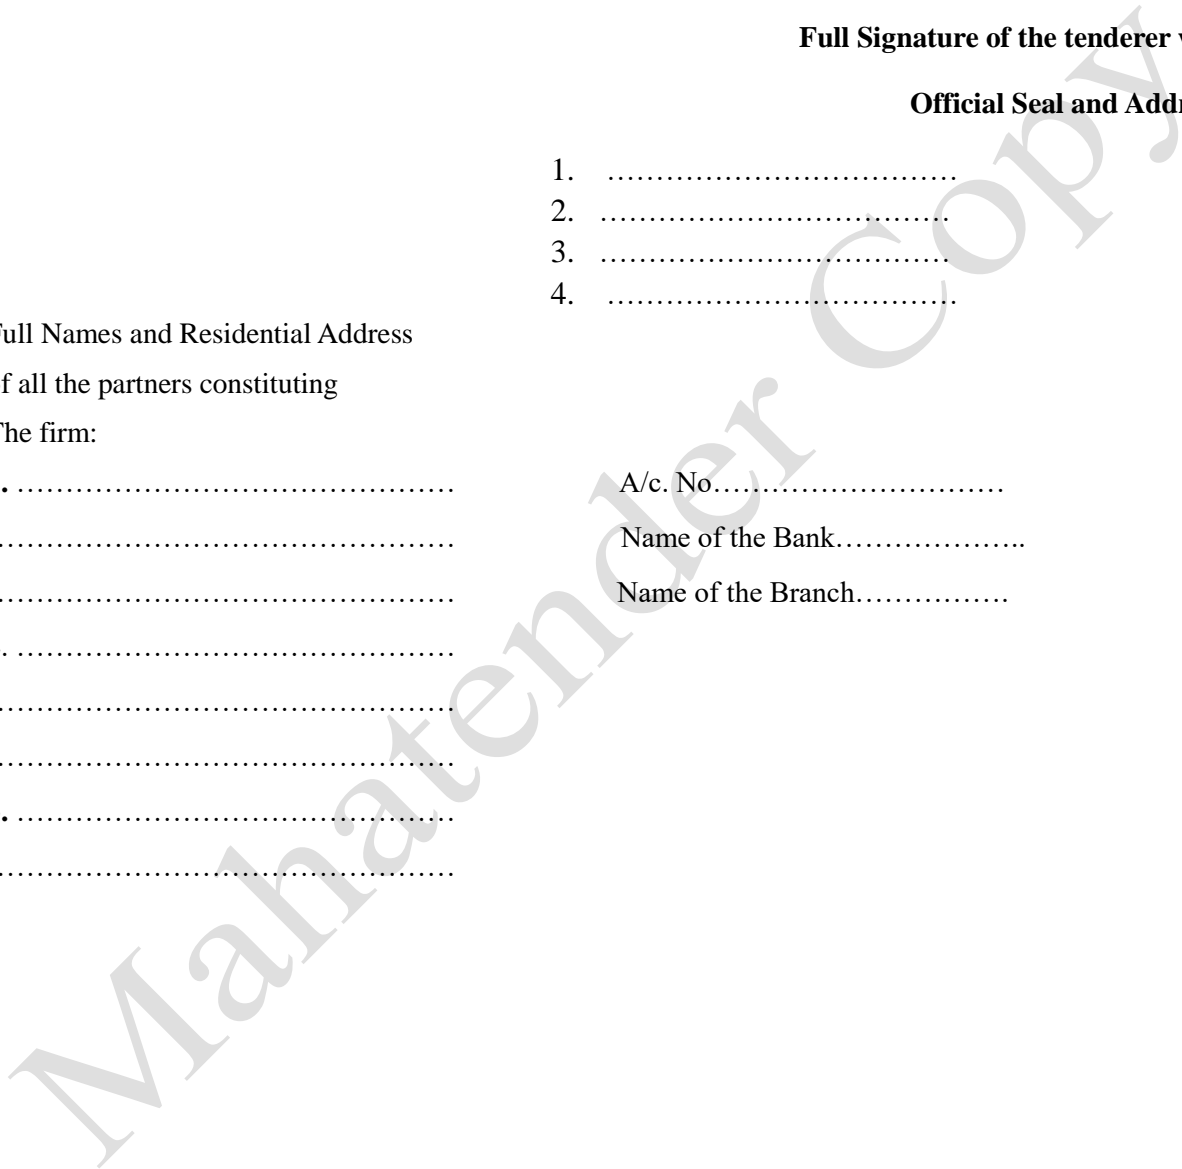 Full Signature of the tenderer
Official Seal and Addr
1. ………………………………
2. ………………………………
3. ………………………………
4. ………………………………
ull Names and Residential Address
f all the partners constituting
The firm:
. ………………………………………
………………………………………
………………………………………
. ………………………………………
………………………………………
………………………………………
. ………………………………………
………………………………………
A/c. No…………………………
Name of the Bank………………..
Name of the Branch…………….
Mahatender Copy